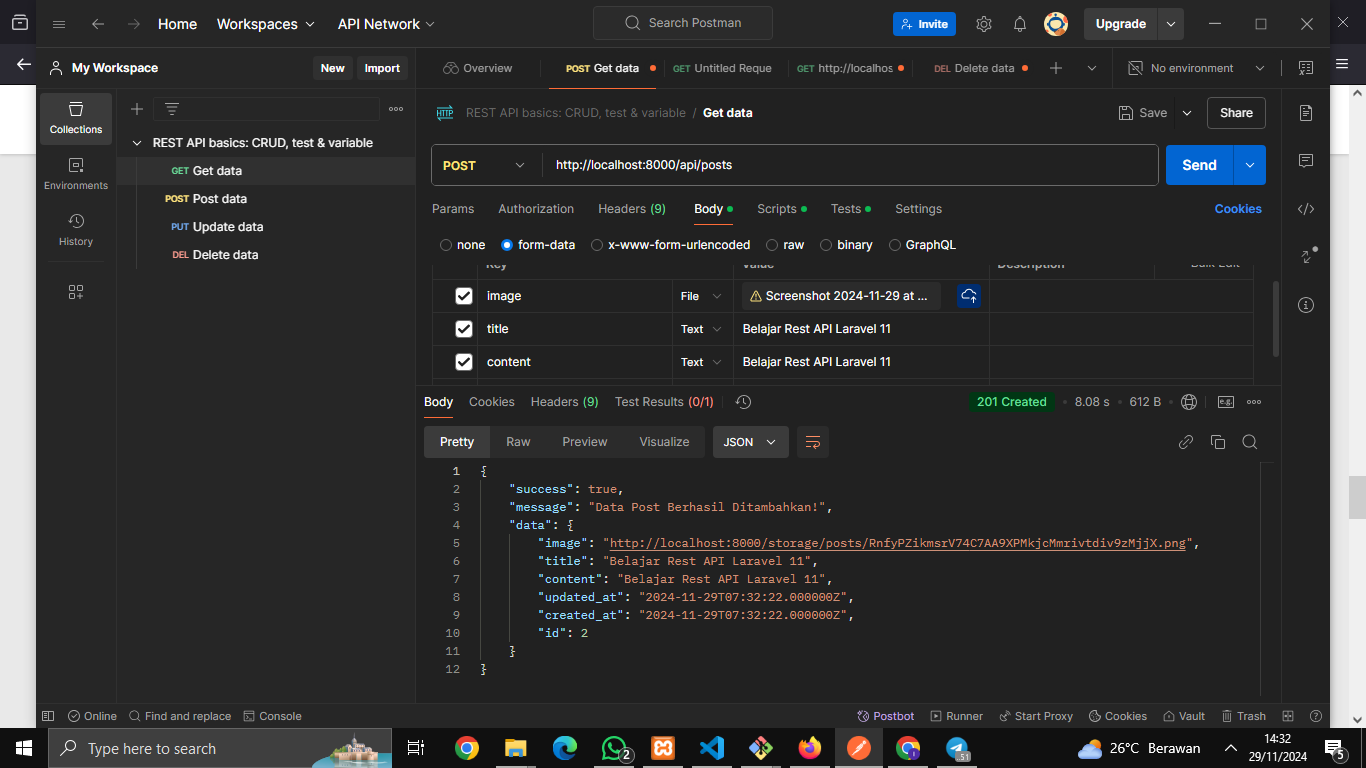 Home
Workspaces
API Network
Search Postman
Invite
Upgrade
My Workspace
New
Import
Overview
POST Get data
GET Untitled Reque
GET http://localhos
DEL Delete data
No environment
Collections
Environments
History
REST API basics: CRUD, test & variable
GET Get data
POST Post data
PUT Update data
DEL Delete data
HTTP
REST API basics: CRUD, test & variable / Get data
Save
Share
POST
http://localhost:8000/api/posts
Send
Params
Authorization
Headers (9)
Body
Scripts
Tests
Settings
Cookies
none
form-data
x-www-form-urlencoded
raw
binary
GraphQL
Key
Value
Description
Bulk Edit
image
File
Screenshot 2024-11-29 at ...
title
Text
Belajar Rest API Laravel 11
content
Text
Belajar Rest API Laravel 11
Body
Cookies
Headers (9)
Test Results (0/1)
201 Created
8.08 s
612 B
e.g.
Pretty
Raw
Preview
Visualize
JSON
1 {
2 "success": true,
3 "message": "Data Post Berhasil Ditambahkan!",
4 "data": {
5 "image": "http://localhost:8000/storage/posts/RnfyPZikmsrV74C7AA9XPMkjcMmrivtdiv9zMjjX.png",
6 "title": "Belajar Rest API Laravel 11",
7 "content": "Belajar Rest API Laravel 11",
8 "updated_at": "2024-11-29T07:32:22.000000Z",
9 "created_at": "2024-11-29T07:32:22.000000Z",
10 "id": 2
11 }
12 }
Online
Find and replace
Console
Postbot
Runner
Start Proxy
Cookies
Vault
Trash
Type here to search
2
51
26°C Berawan
14:32
29/11/2024
5